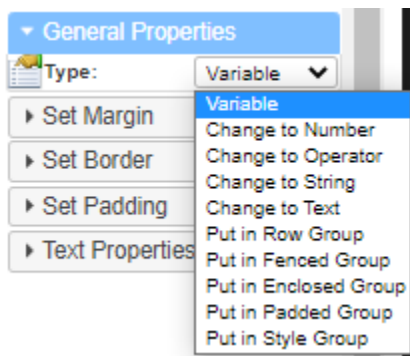 General Properties
Type: Variable
Variable
Set Margin
Change to Number
Change to Operator
Set Border
Change to String
Set Padding
Change to Text
Put in Row Group
Text Properties
Put in Fenced Group
Put in Enclosed Group
Put in Padded Group
Put in Style Group